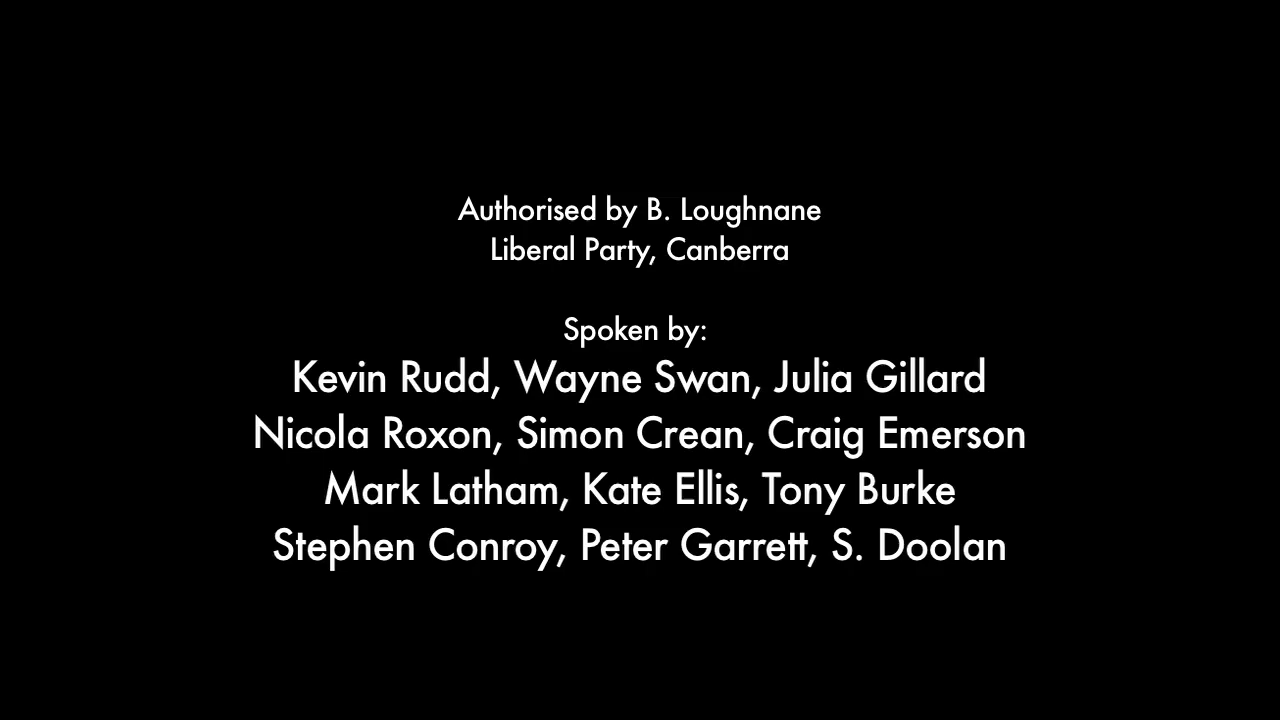 Authorised by B. Loughnane
Liberal Party, Canberra
Spoken by:
Kevin Rudd, Wayne Swan, Julia Gillard
Nicola Roxon, Simon Crean, Craig Emerson
Mark Latham, Kate Ellis, Tony Burke
Stephen Conroy, Peter Garrett, S. Doolan